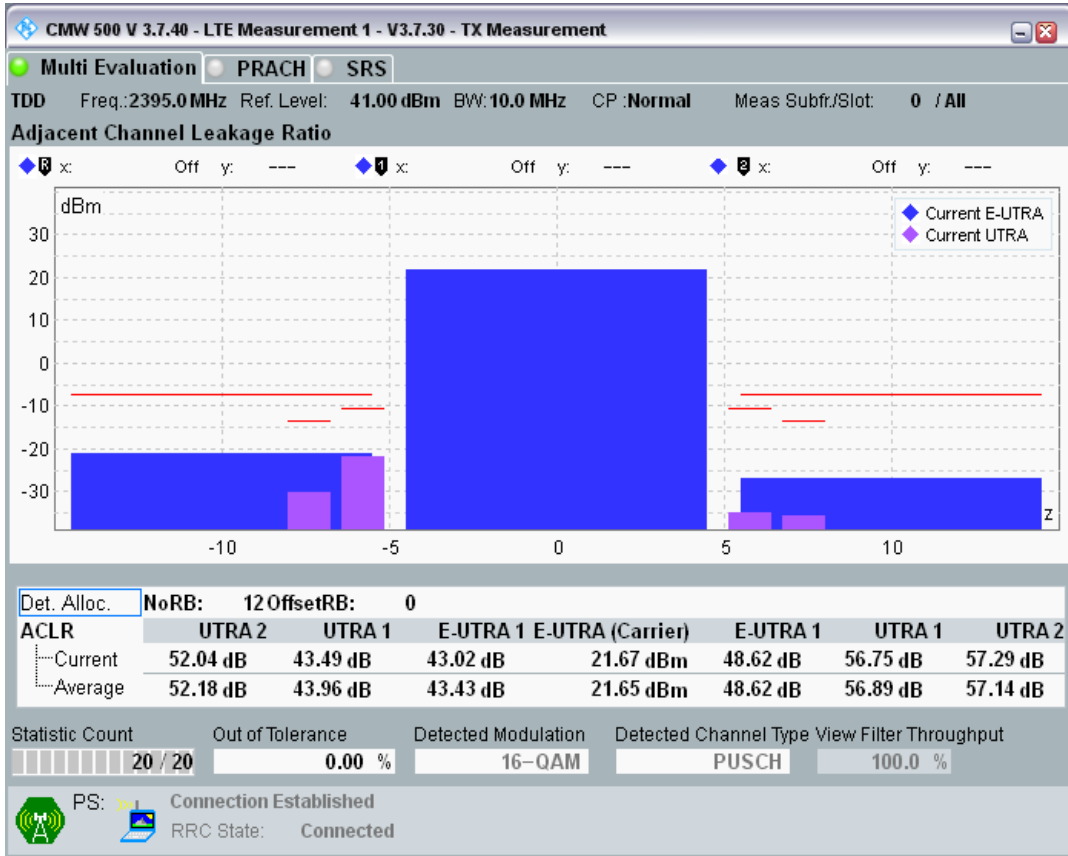 CMW 500 V 3.7.40 - LTE Measurement 1 - V3.7.30 - TX Measurement
Multi Evaluation PRACH SRS
TDD Freq.:2395.0 MHz Ref. Level: 41.00 dBm BW: 10.0 MHz CP :Normal Meas Subfr./Slot: 0 / All
Adjacent Channel Leakage Ratio
R x: Off y: --- 1 x: Off y: --- 2 x: Off y: ---
dBm
Current E-UTRA
Current UTRA
30
20
10
0
-10
-20
-30
z
-10 -5 0 5 10
Det. Alloc. NoRB: 12 OffsetRB: 0
ACLR UTRA 2 UTRA 1 E-UTRA 1 E-UTRA (Carrier) E-UTRA 1 UTRA 1 UTRA 2
Current 52.04 dB 43.49 dB 43.02 dB 21.67 dBm 48.62 dB 56.75 dB 57.29 dB
Average 52.18 dB 43.96 dB 43.43 dB 21.65 dBm 48.62 dB 56.89 dB 57.14 dB
Statistic Count Out of Tolerance Detected Modulation Detected Channel Type View Filter Throughput
20 / 20 0.00 % 16-QAM PUSCH 100.0 %
PS: Connection Established
RRC State: Connected